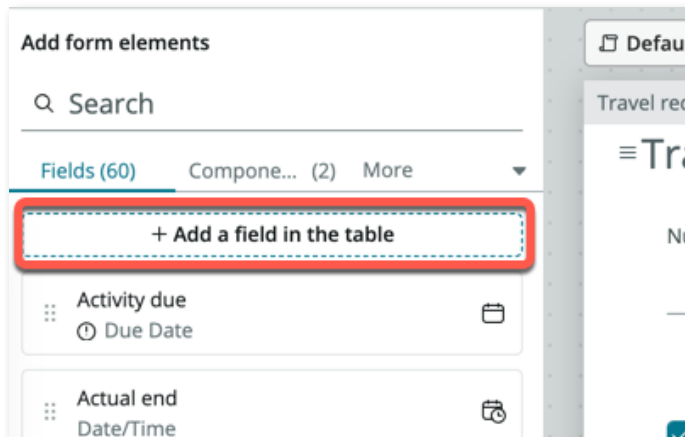 Add form elements
Search
Fields (60) Compone... (2) More
+ Add a field in the table
Activity due
Due Date
Actual end
Date/Time
Defau
Travel rec
Tra
Nu